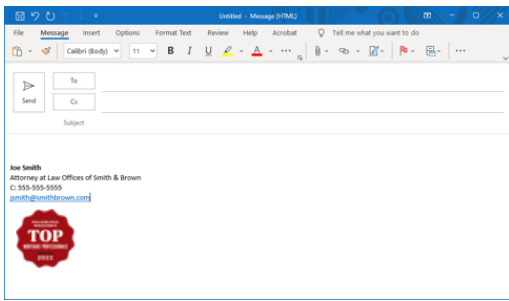 Untitled - Message (HTML)
File Message Insert Options Format Text Review Help Acrobat Tell me what you want to do
Calibri (Body) 11 B I U A
To
Send Cc
Subject
Joe Smith
Attorney at Law Offices of Smith & Brown
C: 555-555-5555
jsmith@smithbrown.com
TOP
MORTGAGE PROFESSIONALS
2022